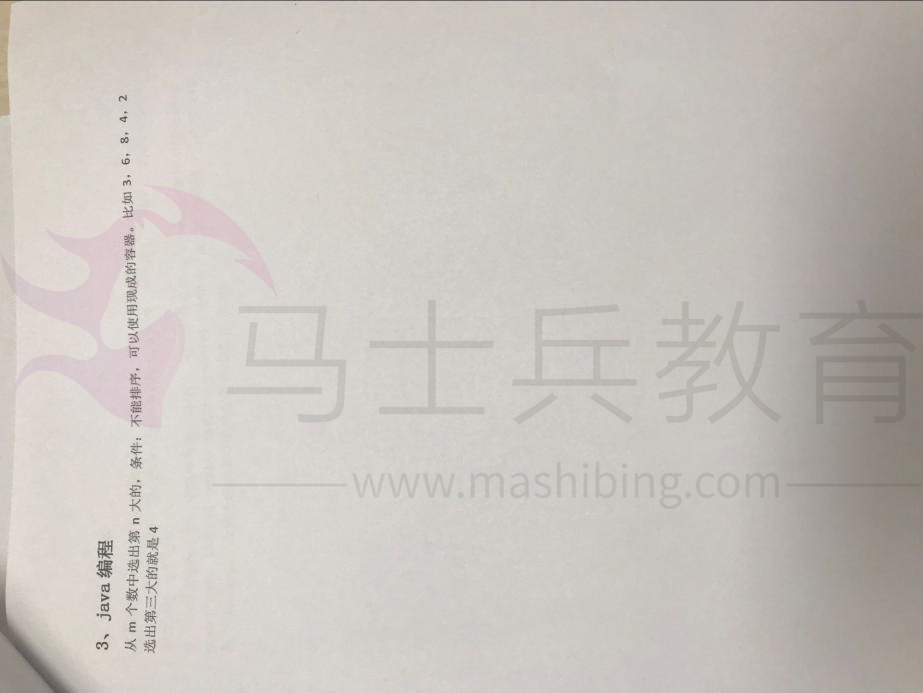 3、java 编程
从 m 个数中选出第 n 大的，条件：不能排序，可以使用现成的容器。比如 3，6，8，4，2
选出第三大的就是 4
马士兵教育
www.mashibing.com